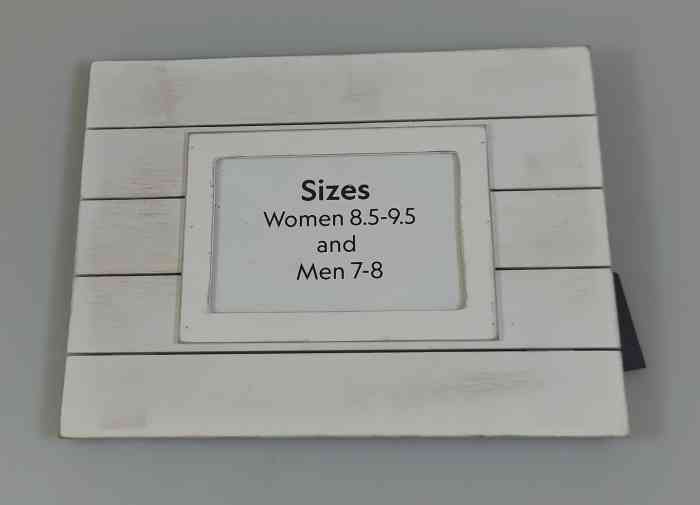 Sizes
Women 8.5-9.5
and
Men 7-8